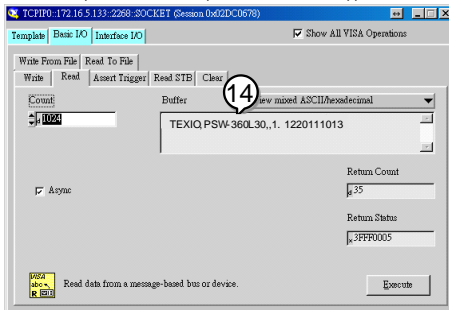 TCPIP0::172.16.5.133::2268::SOCKET (Session 0x02DC0678)
Template Basic I/O Interface I/O Show All VISA Operations
Write From File Read To File
Write Read Assert Trigger Read STB Clear
Count Buffer 14 iew mixed ASCII/hexadecimal
d 1024
TEXIO, PSW-360L30,,1. 1220111013
Return Count
d 35
Async
Return Status
x 3FFF0005
VISA
abc
R
Read data from a message-based bus or device.
Execute